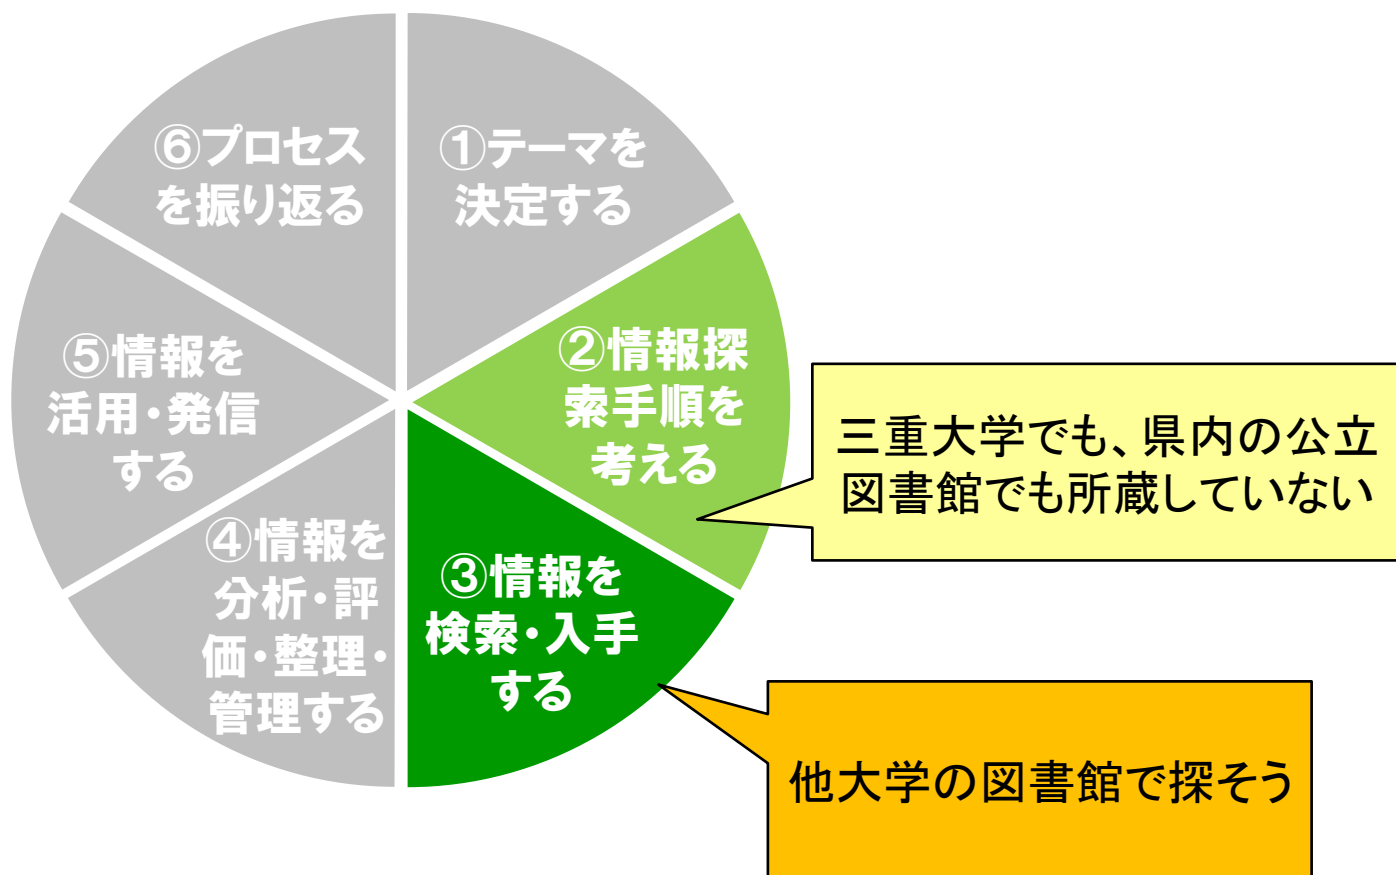 ①テーマを
決定する
②情報探
索手順を
考える
③情報を
検索・入手
する
④情報を
分析・評
価・整理・
管理する
⑤情報を
活用・発信
する
⑥プロセス
を振り返る
三重大学でも、県内の公立
図書館でも所蔵していない
他大学の図書館で探そう